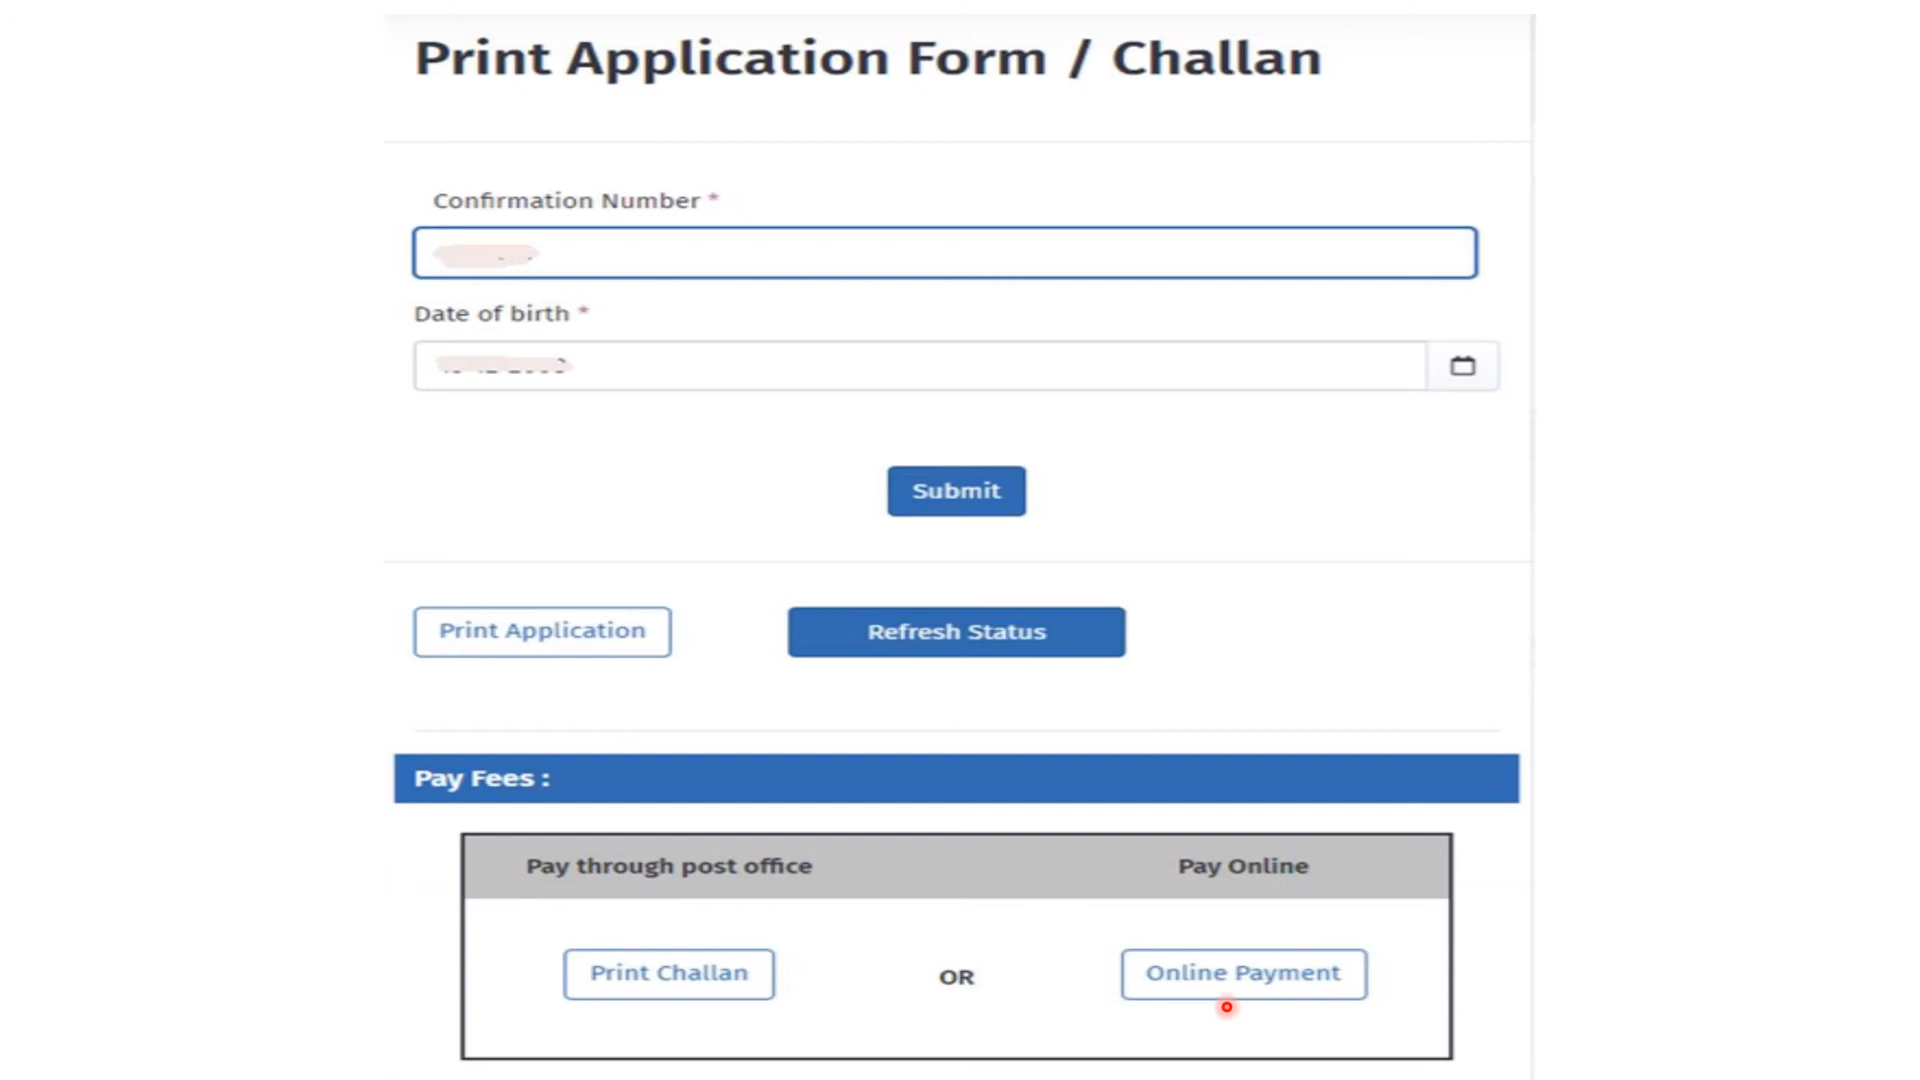 Print Application Form / Challan
Confirmation Number *
Date of birth *
Submit
Print Application
Refresh Status
Pay Fees :
Pay through post office
Pay Online
Print Challan
OR
Online Payment